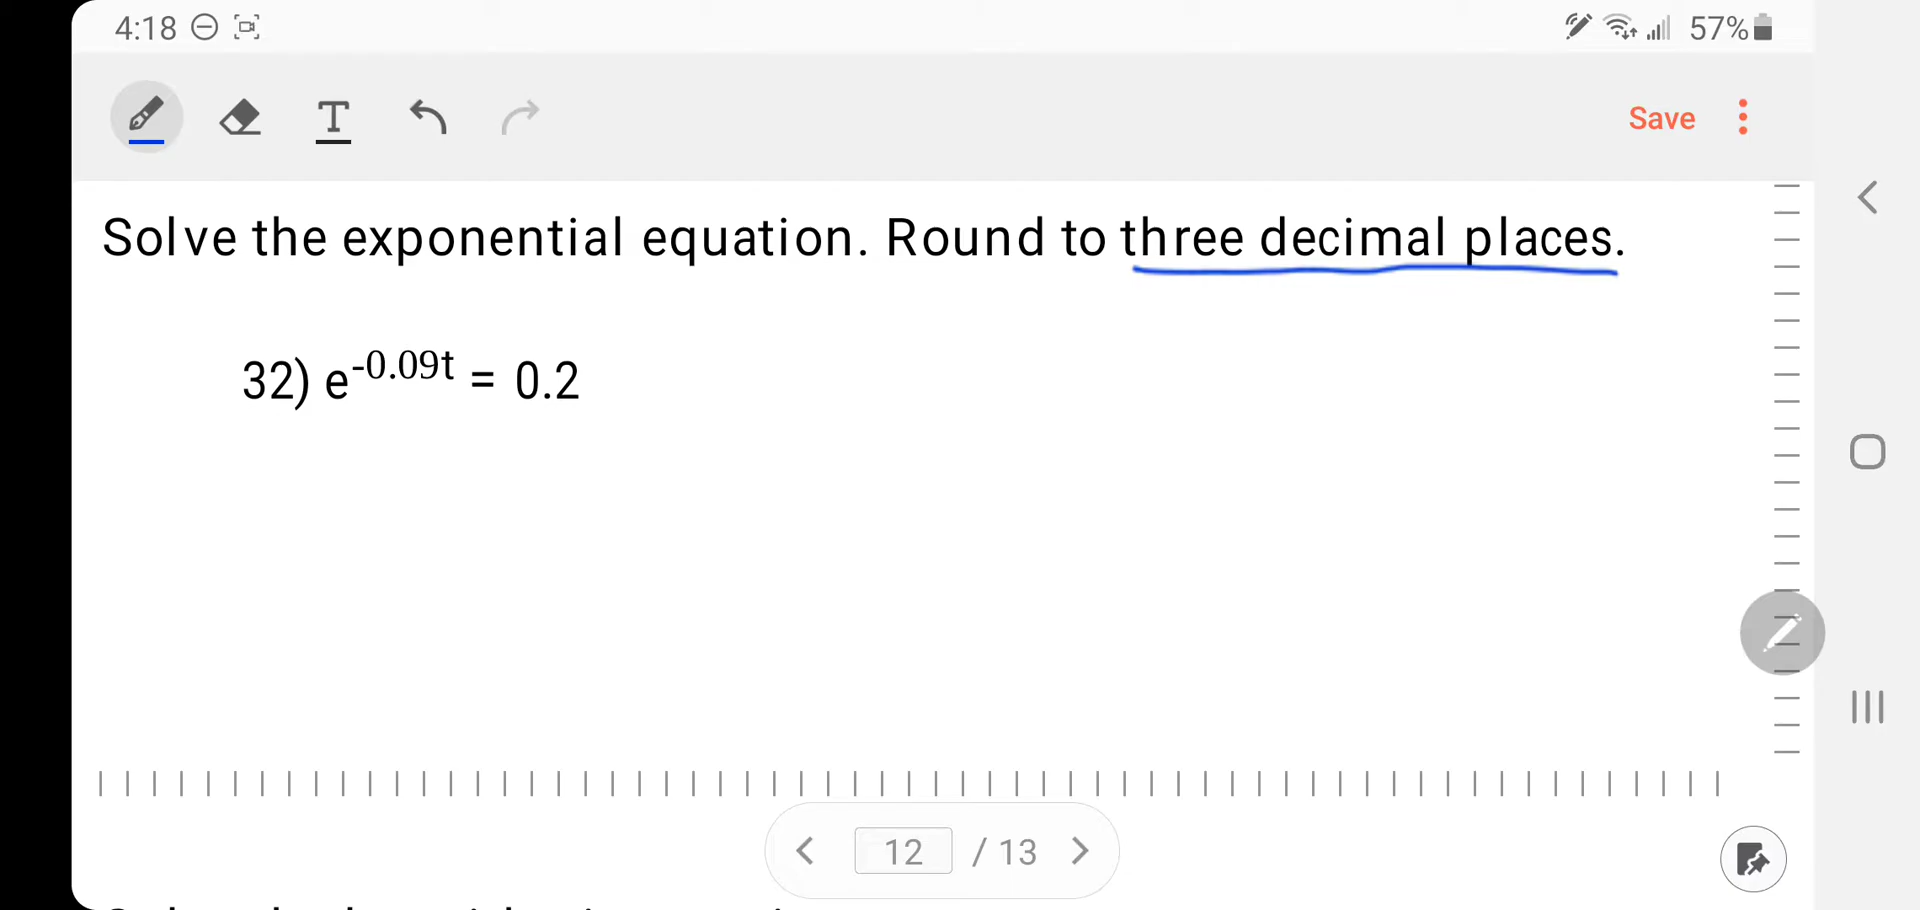 4:18 57%
T Save
Solve the exponential equation. Round to three decimal places.
32) e^-0.09t = 0.2
12 / 13